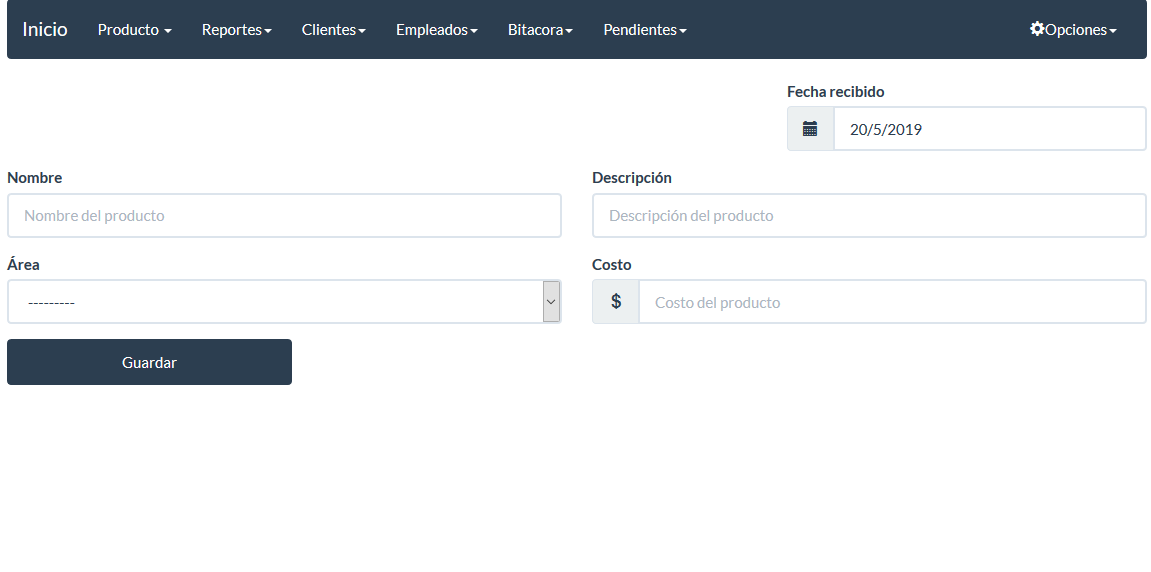 Inicio Producto Reportes Clientes Empleados Bitacora Pendientes Opciones
Fecha recibido
20/5/2019
Nombre Descripción
Nombre del producto Descripción del producto
Área Costo
--------- $ Costo del producto
Guardar